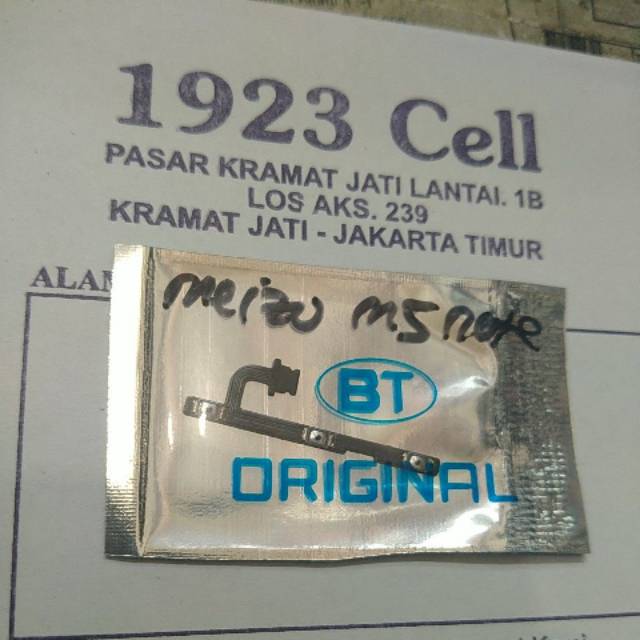 1923 Cell
PASAR KRAMAT JATI LANTAI. 1B
LOS AKS. 239
KRAMAT JATI - JAKARTA TIMUR
meizu m5 note
BT
ORIGINAL